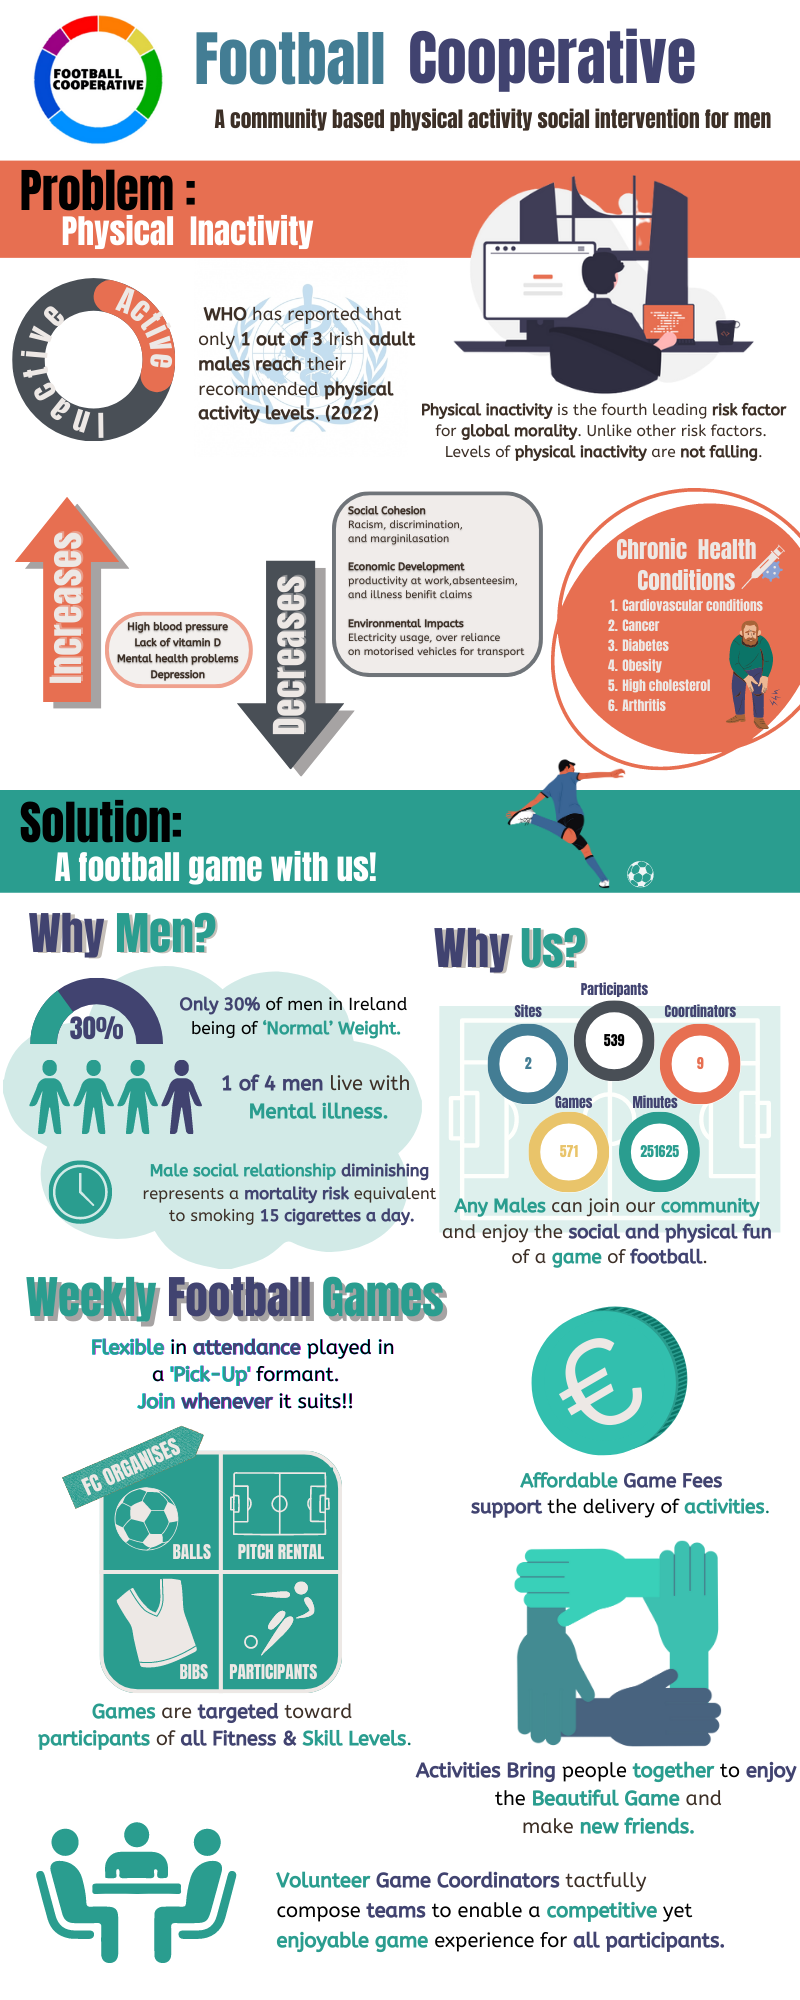 FOOTBALL
COOPERATIVE
Football Cooperative
A community based physical activity social intervention for men
Problem :
Physical Inactivity
Active
Inactive
WHO has reported that
only 1 out of 3 Irish adult
males reach their
recommended physical
activity levels. (2022)
Physical inactivity is the fourth leading risk factor
for global morality. Unlike other risk factors.
Levels of physical inactivity are not falling.
Increases
High blood pressure
Lack of vitamin D
Mental health problems
Depression
Decreases
Social Cohesion
Racism, discrimination,
and marginilasation
Economic Development
productivity at work,absenteesim,
and illness benifit claims
Environmental Impacts
Electricity usage, over reliance
on motorised vehicles for transport
Chronic Health
Conditions
1. Cardiovascular conditions
2. Cancer
3. Diabetes
4. Obesity
5. High cholesterol
6. Arthritis
Solution:
A football game with us!
Why Men?
30%
Only 30% of men in Ireland
being of ‘Normal’ Weight.
1 of 4 men live with
Mental illness.
Male social relationship diminishing
represents a mortality risk equivalent
to smoking 15 cigarettes a day.
Why Us?
Participants
Sites
Coordinators
539
2
9
Games
Minutes
571
251625
Any Males can join our community
and enjoy the social and physical fun
of a game of football.
Weekly Football Games
Flexible in attendance played in
a 'Pick-Up' formant.
Join whenever it suits!!
FC ORGANISES
BALLS
PITCH RENTAL
BIBS
PARTICIPANTS
Games are targeted toward
participants of all Fitness & Skill Levels.
€
Affordable Game Fees
support the delivery of activities.
Activities Bring people together to enjoy
the Beautiful Game and
make new friends.
Volunteer Game Coordinators tactfully
compose teams to enable a competitive yet
enjoyable game experience for all participants.